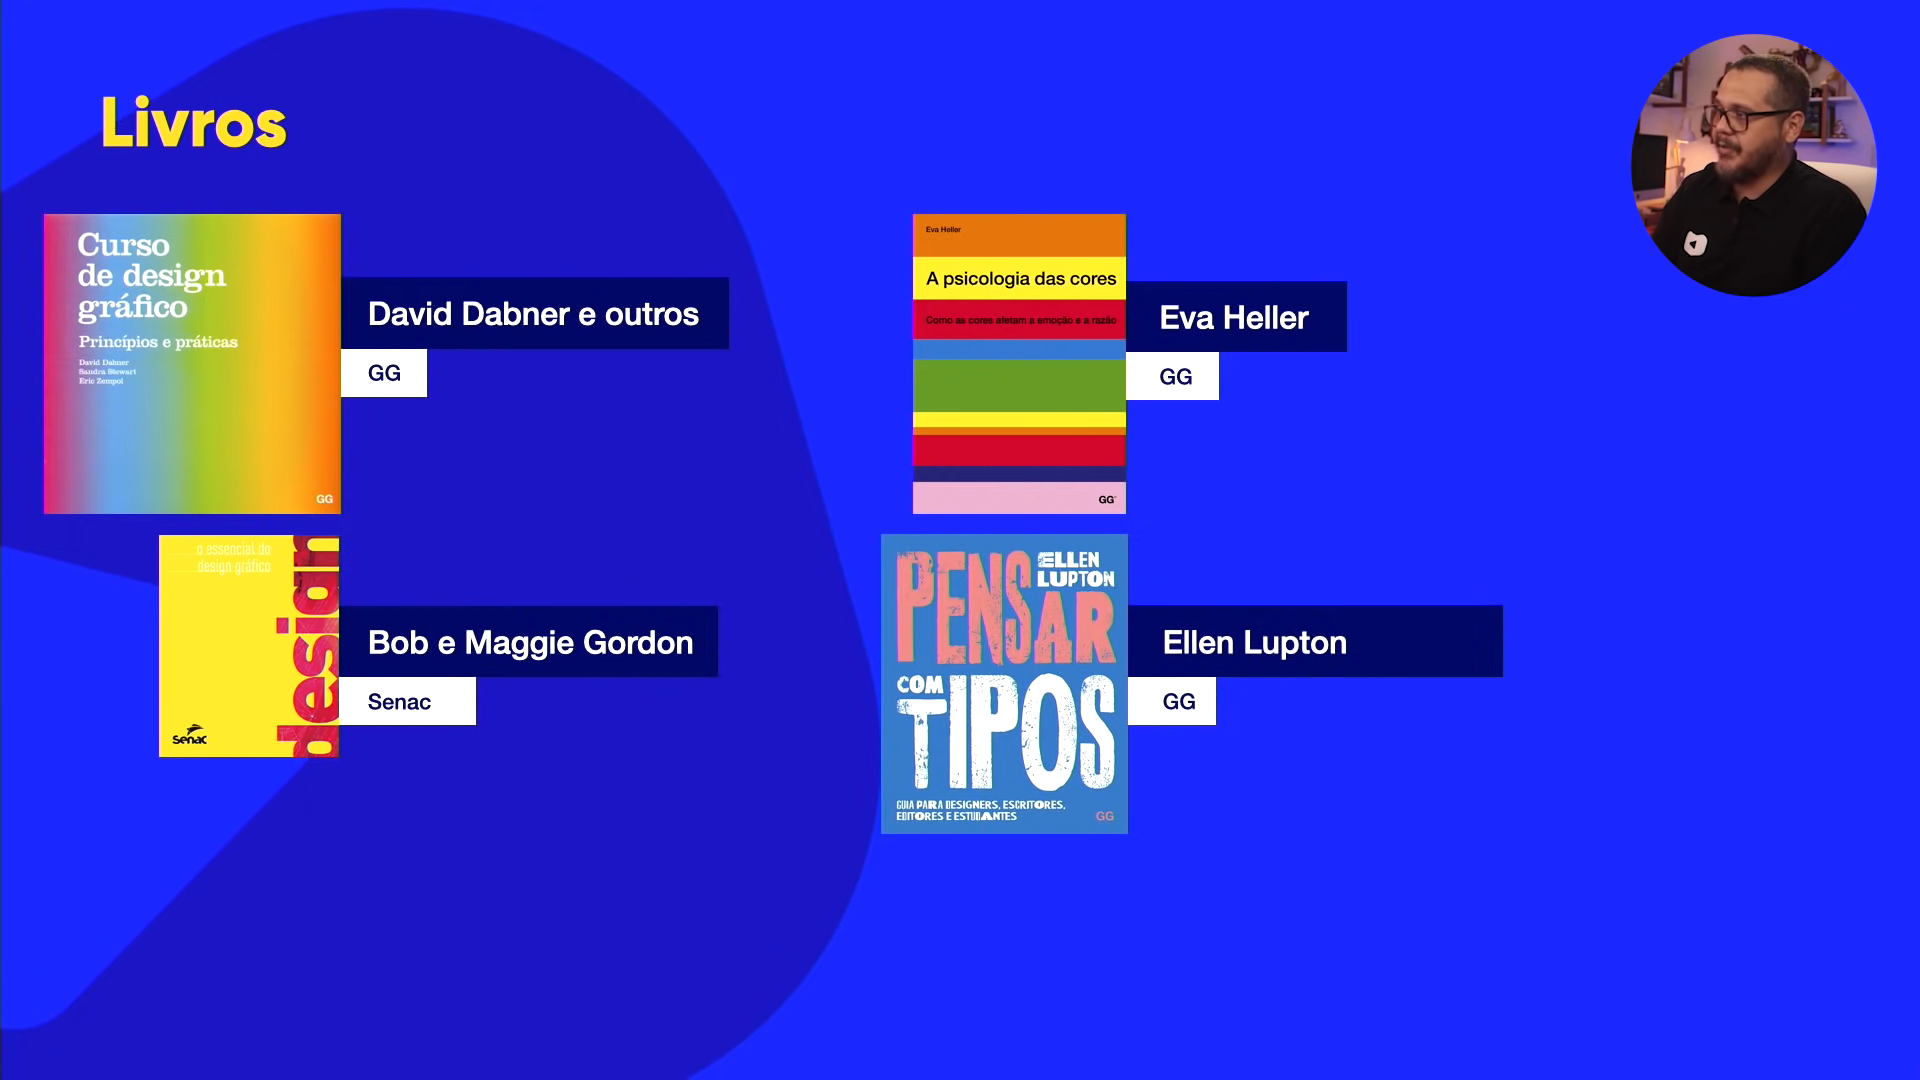 Livros
Curso
de design
gráfico
Princípios e práticas
David Dabner
Sandra Stewart
Eric Zempol
GG
David Dabner e outros
GG
Eva Heller
A psicologia das cores
Como as cores afetam a emoção e a razão
GG
Eva Heller
GG
o essencial do
design gráfico
design
Senac
Bob e Maggie Gordon
Senac
ELLEN
LUPTON
PENSAR
COM
TIPOS
GUIA PARA DESIGNERS, ESCRITORES,
EDITORES E ESTUDANTES
GG
Ellen Lupton
GG